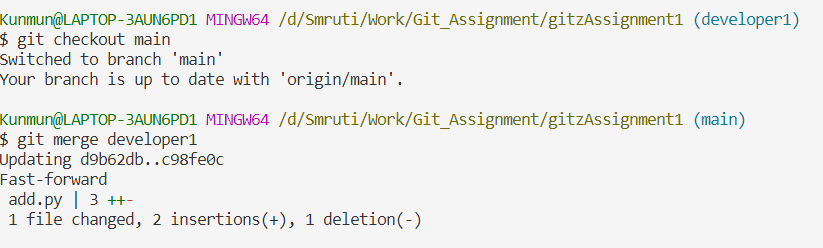 Kunmun@LAPTOP-3AUN6PD1 MINGW64 /d/Smruti/Work/Git_Assignment/gitzAssignment1 (developer1)
$ git checkout main
Switched to branch 'main'
Your branch is up to date with 'origin/main'.
Kunmun@LAPTOP-3AUN6PD1 MINGW64 /d/Smruti/Work/Git_Assignment/gitzAssignment1 (main)
$ git merge developer1
Updating d9b62db..c98fe0c
Fast-forward
 add.py | 3 ++-
 1 file changed, 2 insertions(+), 1 deletion(-)